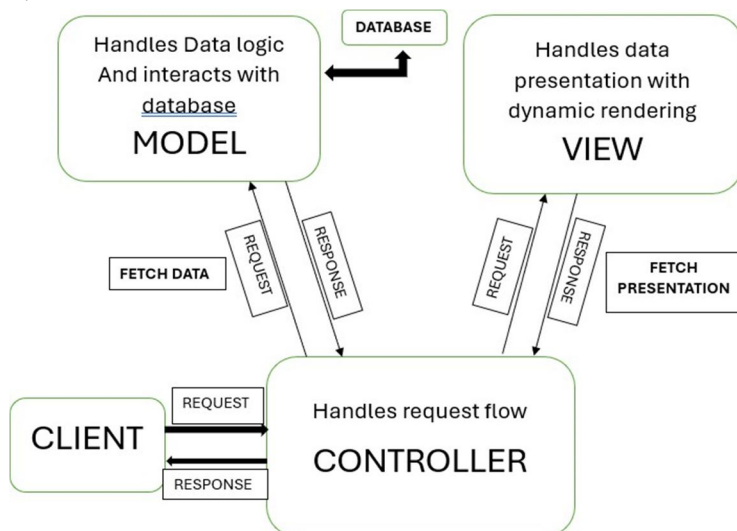 Handles Data logic
And interacts with
database
MODEL
DATABASE
Handles data
presentation with
dynamic rendering
VIEW
FETCH DATA
REQUEST
RESPONSE
REQUEST
RESPONSE
FETCH
PRESENTATION
CLIENT
REQUEST
RESPONSE
Handles request flow
CONTROLLER